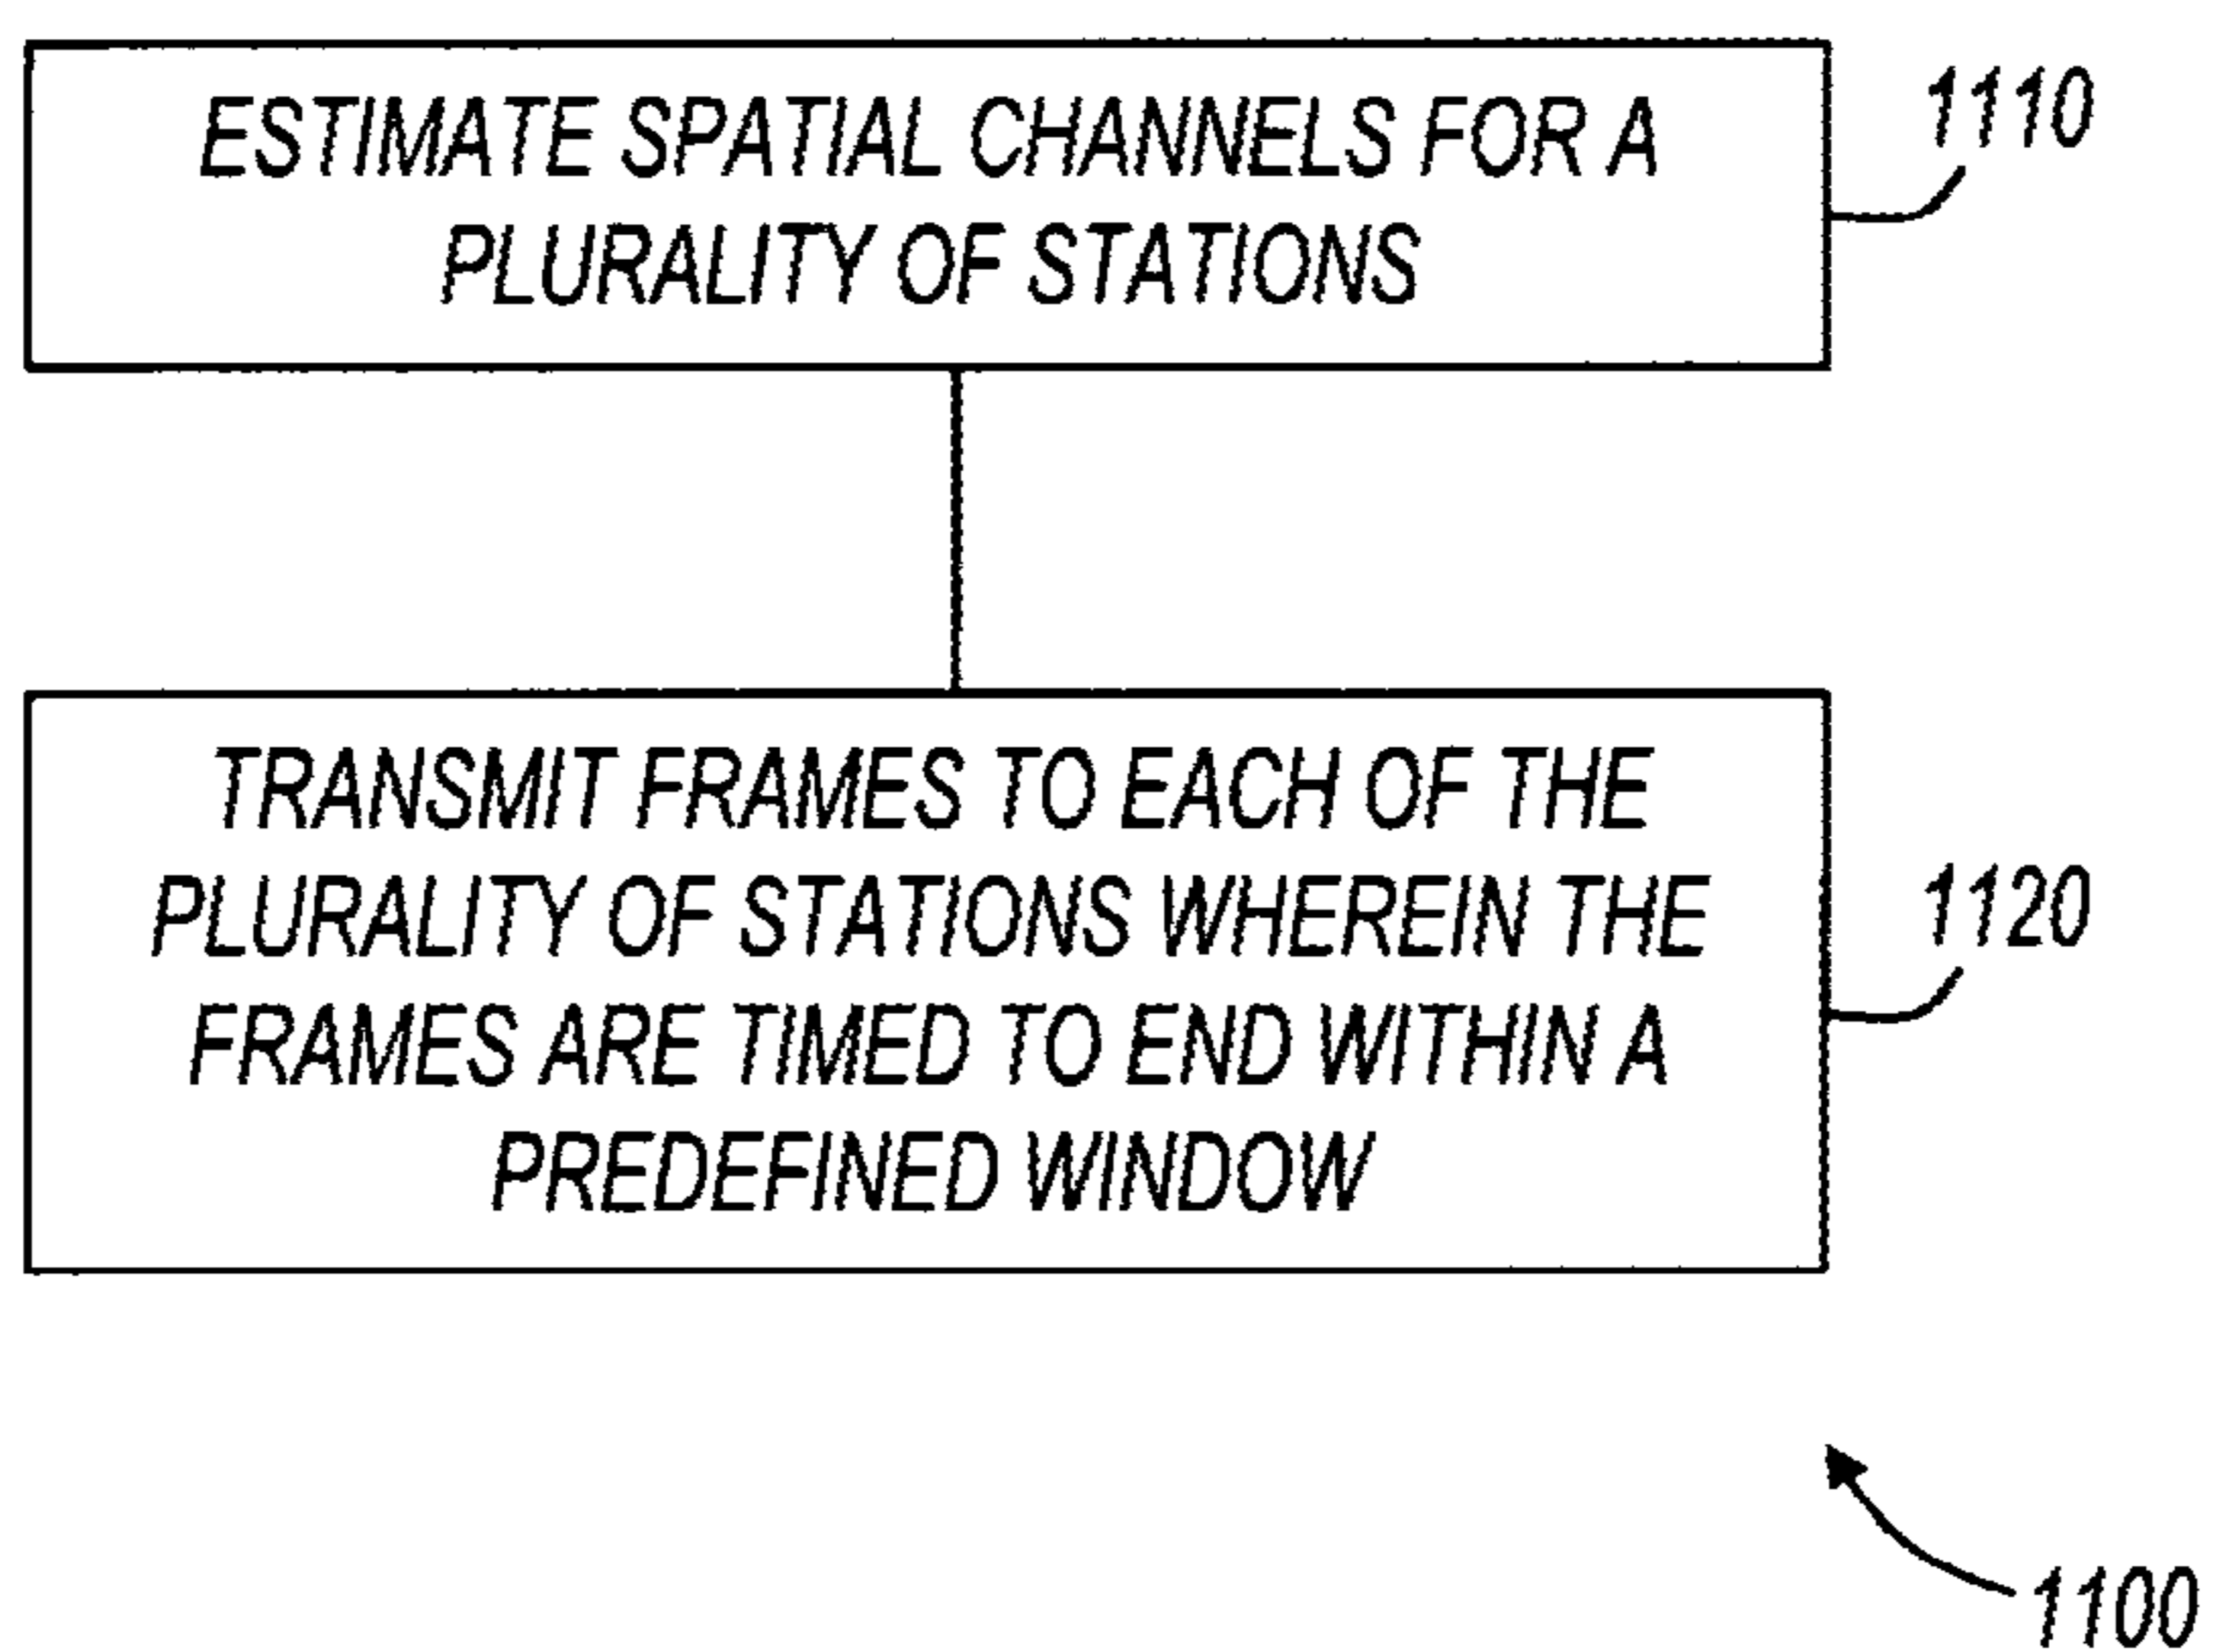 ESTIMATE SPATIAL CHANNELS FOR A
PLURALITY OF STATIONS
1110
TRANSMIT FRAMES TO EACH OF THE
PLURALITY OF STATIONS WHEREIN THE
FRAMES ARE TIMED TO END WITHIN A
PREDEFINED WINDOW
1120
1100